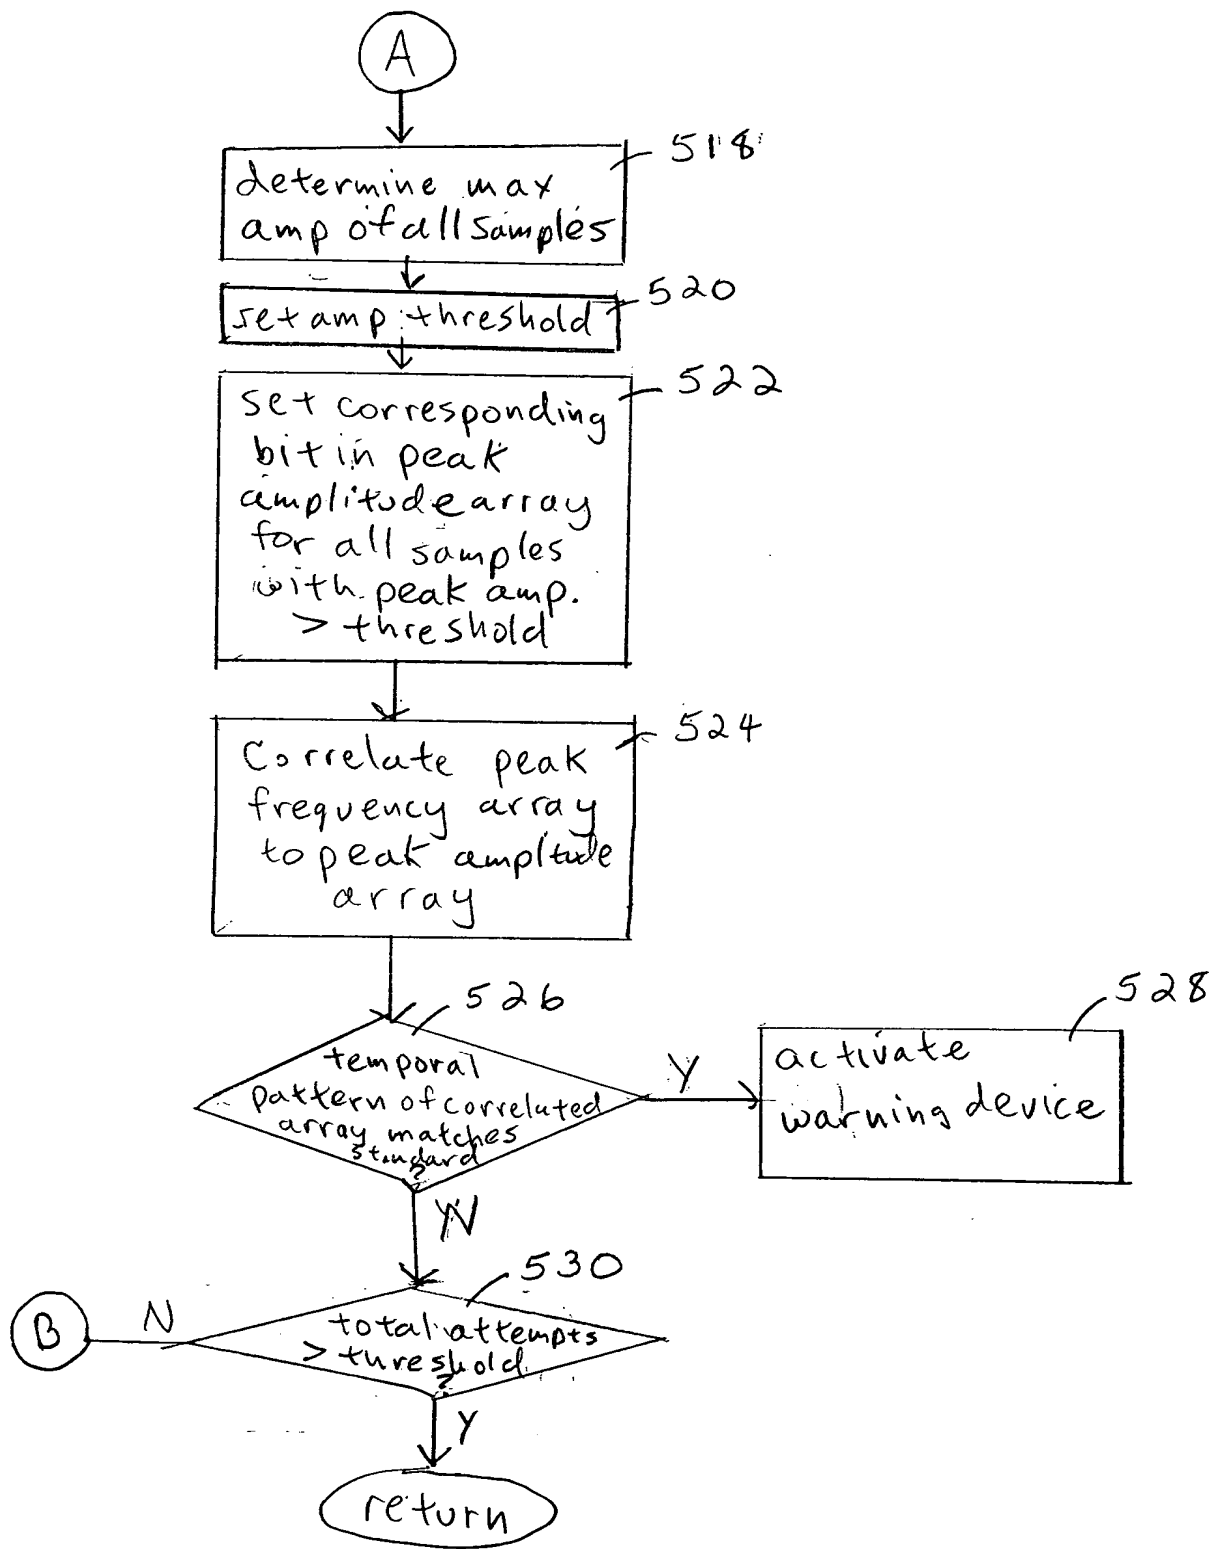 A
518
determine max
amp of all samples
520
set amp threshold
522
set corresponding
bit in peak
amplitude array
for all samples
with peak amp.
> threshold
524
Correlate peak
frequency array
to peak ampltude
array
526
temporal
pattern of correlated
array matches
standard
?
Y
528
activate
warning device
N
530
B
N
total attempts
> threshold
?
Y
return